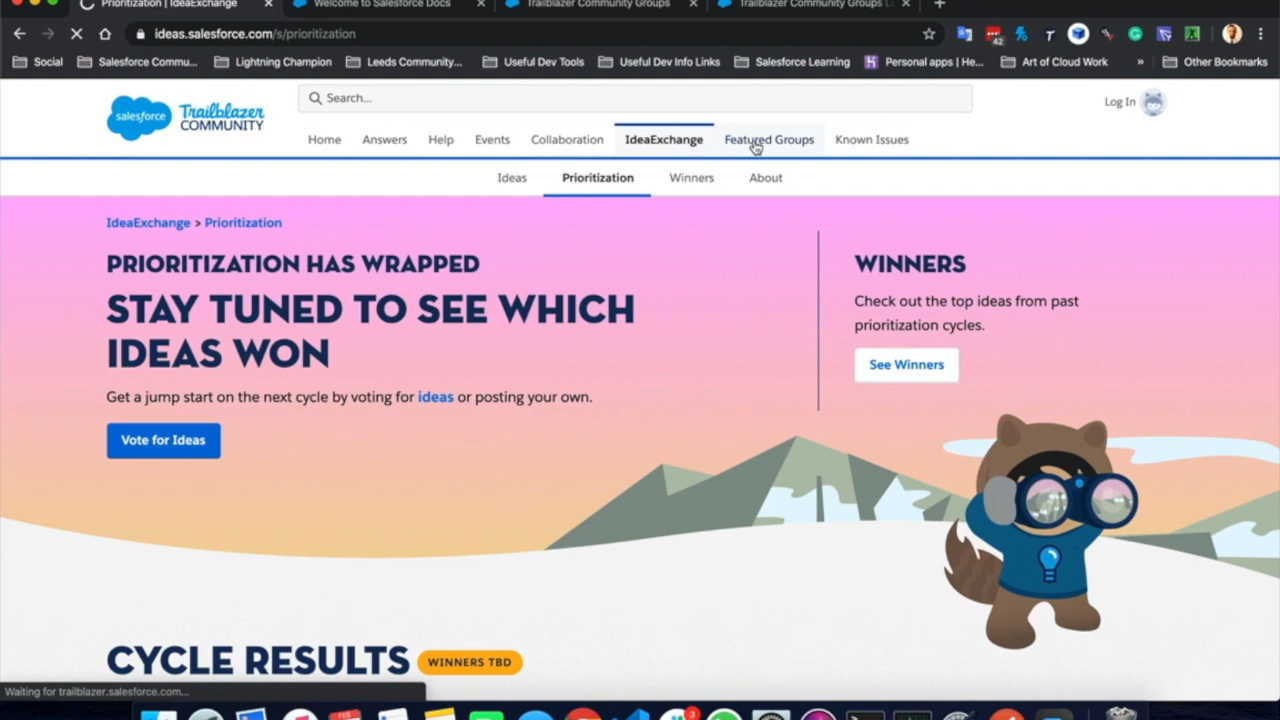 Prioritization | IdeaExchange
Welcome to Salesforce Docs
Trailblazer Community Groups
Trailblazer Community Groups
ideas.salesforce.com/s/prioritization
42
Social
Salesforce Commu...
Lightning Champion
Leeds Community...
Useful Dev Tools
Useful Dev Info Links
Salesforce Learning
Personal apps | He...
Art of Cloud Work
»
Other Bookmarks
salesforce
Trailblazer
COMMUNITY
Search...
Log In
Home
Answers
Help
Events
Collaboration
IdeaExchange
Featured Groups
Known Issues
Ideas
Prioritization
Winners
About
IdeaExchange > Prioritization
PRIORITIZATION HAS WRAPPED
STAY TUNED TO SEE WHICH
IDEAS WON
Get a jump start on the next cycle by voting for ideas or posting your own.
Vote for Ideas
WINNERS
Check out the top ideas from past
prioritization cycles.
See Winners
CYCLE RESULTS
WINNERS TBD
Waiting for trailblazer.salesforce.com...
FEB
3